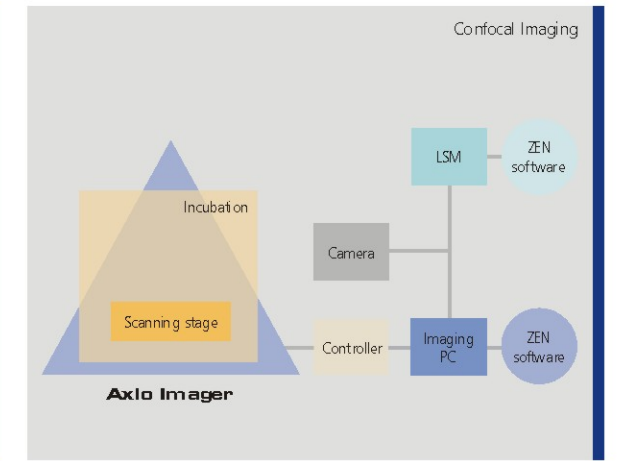 Confocal Imaging
LSM
ZEN
software
Incubation
Camera
Scanning stage
Controller
Imaging
PC
ZEN
software
Axio Imager